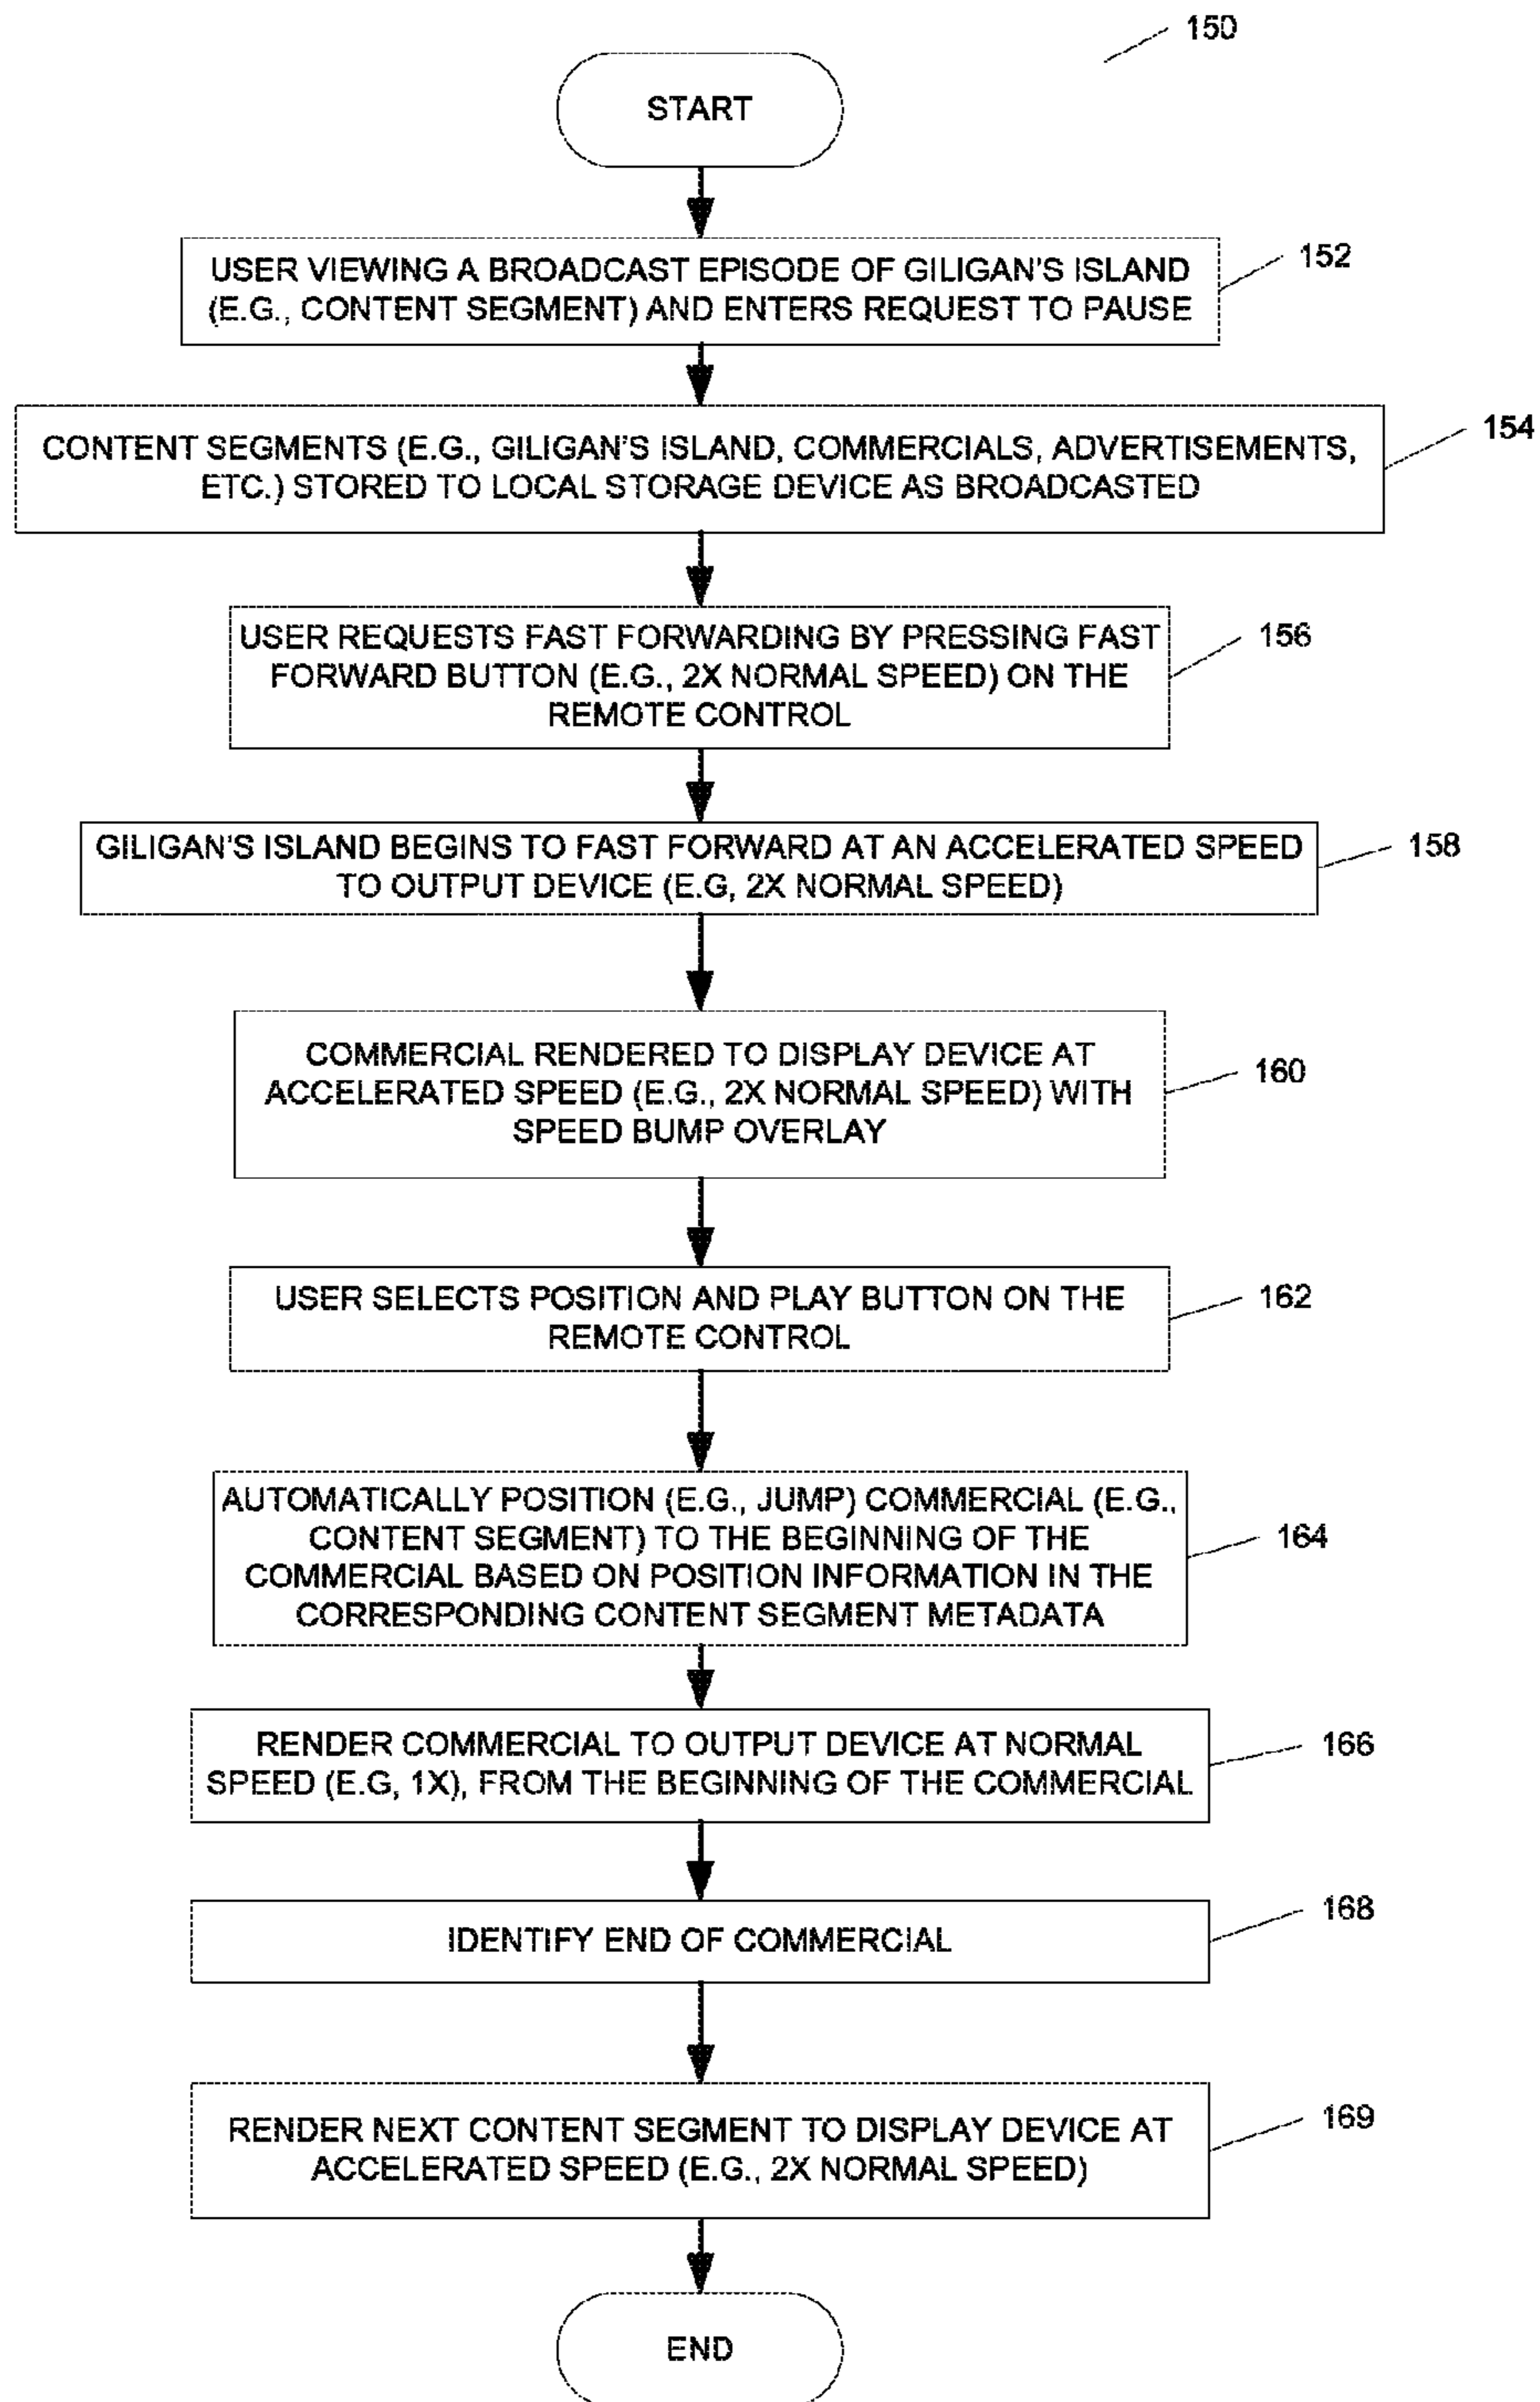 150
START
USER VIEWING A BROADCAST EPISODE OF GILIGAN'S ISLAND
(E.G., CONTENT SEGMENT) AND ENTERS REQUEST TO PAUSE
152
CONTENT SEGMENTS (E.G., GILIGAN'S ISLAND, COMMERCIALS, ADVERTISEMENTS,
ETC.) STORED TO LOCAL STORAGE DEVICE AS BROADCASTED
154
USER REQUESTS FAST FORWARDING BY PRESSING FAST
FORWARD BUTTON (E.G., 2X NORMAL SPEED) ON THE
REMOTE CONTROL
156
GILIGAN'S ISLAND BEGINS TO FAST FORWARD AT AN ACCELERATED SPEED
TO OUTPUT DEVICE (E.G, 2X NORMAL SPEED)
158
COMMERCIAL RENDERED TO DISPLAY DEVICE AT
ACCELERATED SPEED (E.G., 2X NORMAL SPEED) WITH
SPEED BUMP OVERLAY
160
USER SELECTS POSITION AND PLAY BUTTON ON THE
REMOTE CONTROL
162
AUTOMATICALLY POSITION (E.G., JUMP) COMMERCIAL (E.G.,
CONTENT SEGMENT) TO THE BEGINNING OF THE
COMMERCIAL BASED ON POSITION INFORMATION IN THE
CORRESPONDING CONTENT SEGMENT METADATA
164
RENDER COMMERCIAL TO OUTPUT DEVICE AT NORMAL
SPEED (E.G, 1X), FROM THE BEGINNING OF THE COMMERCIAL
166
IDENTIFY END OF COMMERCIAL
168
RENDER NEXT CONTENT SEGMENT TO DISPLAY DEVICE AT
ACCELERATED SPEED (E.G., 2X NORMAL SPEED)
169
END